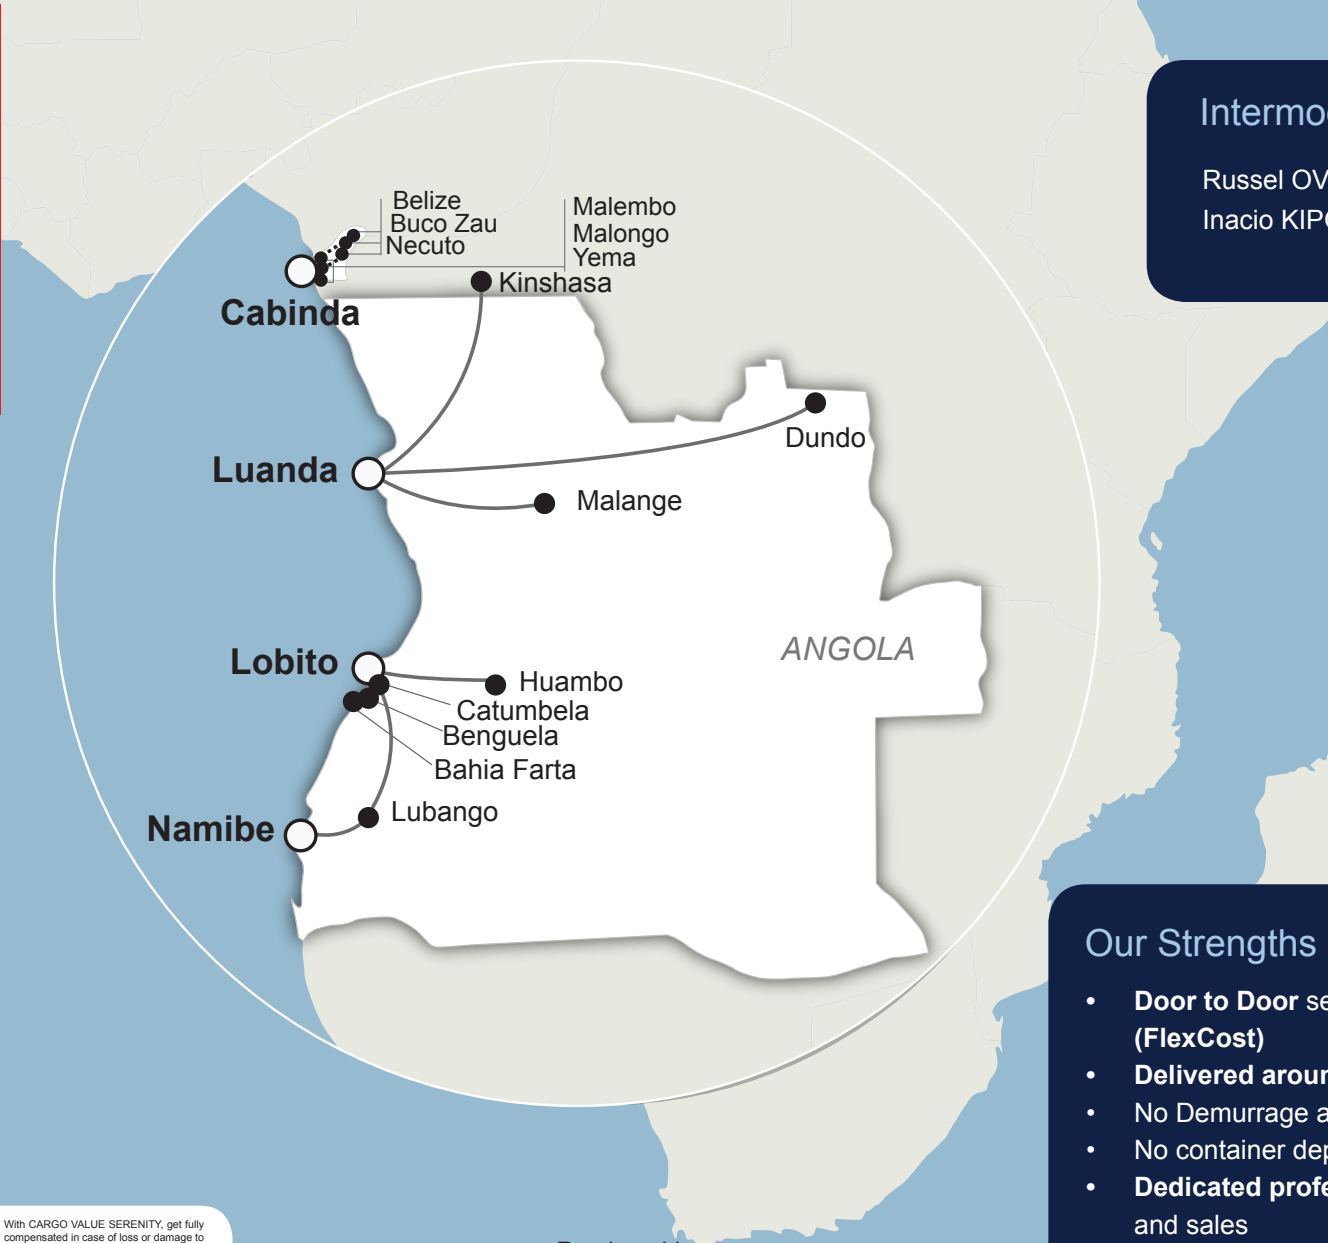 Intermo
Russel OV
Inacio KIP
Belize
Buco Zau
Necuto
Malembo
Malongo
Yema
Kinshasa
Cabinda
Dundo
Luanda
Malange
ANGOLA
Lobito
Huambo
Catumbela
Benguela
Bahia Farta
Lubango
Namibe
Our Strengths
• Door to Door se
(FlexCost)
• Delivered aroun
• No Demurrage a
• No container dep
• Dedicated profe
and sales
With CARGO VALUE SERENITY, get fully
compensated in case of loss or damage to